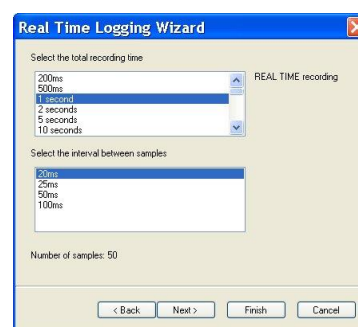 Real Time Logging Wizard
Select the total recording time
200ms
500ms
1 second
2 seconds
5 seconds
10 seconds
REAL TIME recording
Select the interval between samples
20ms
25ms
50ms
100ms
Number of samples: 50
< Back
Next >
Finish
Cancel